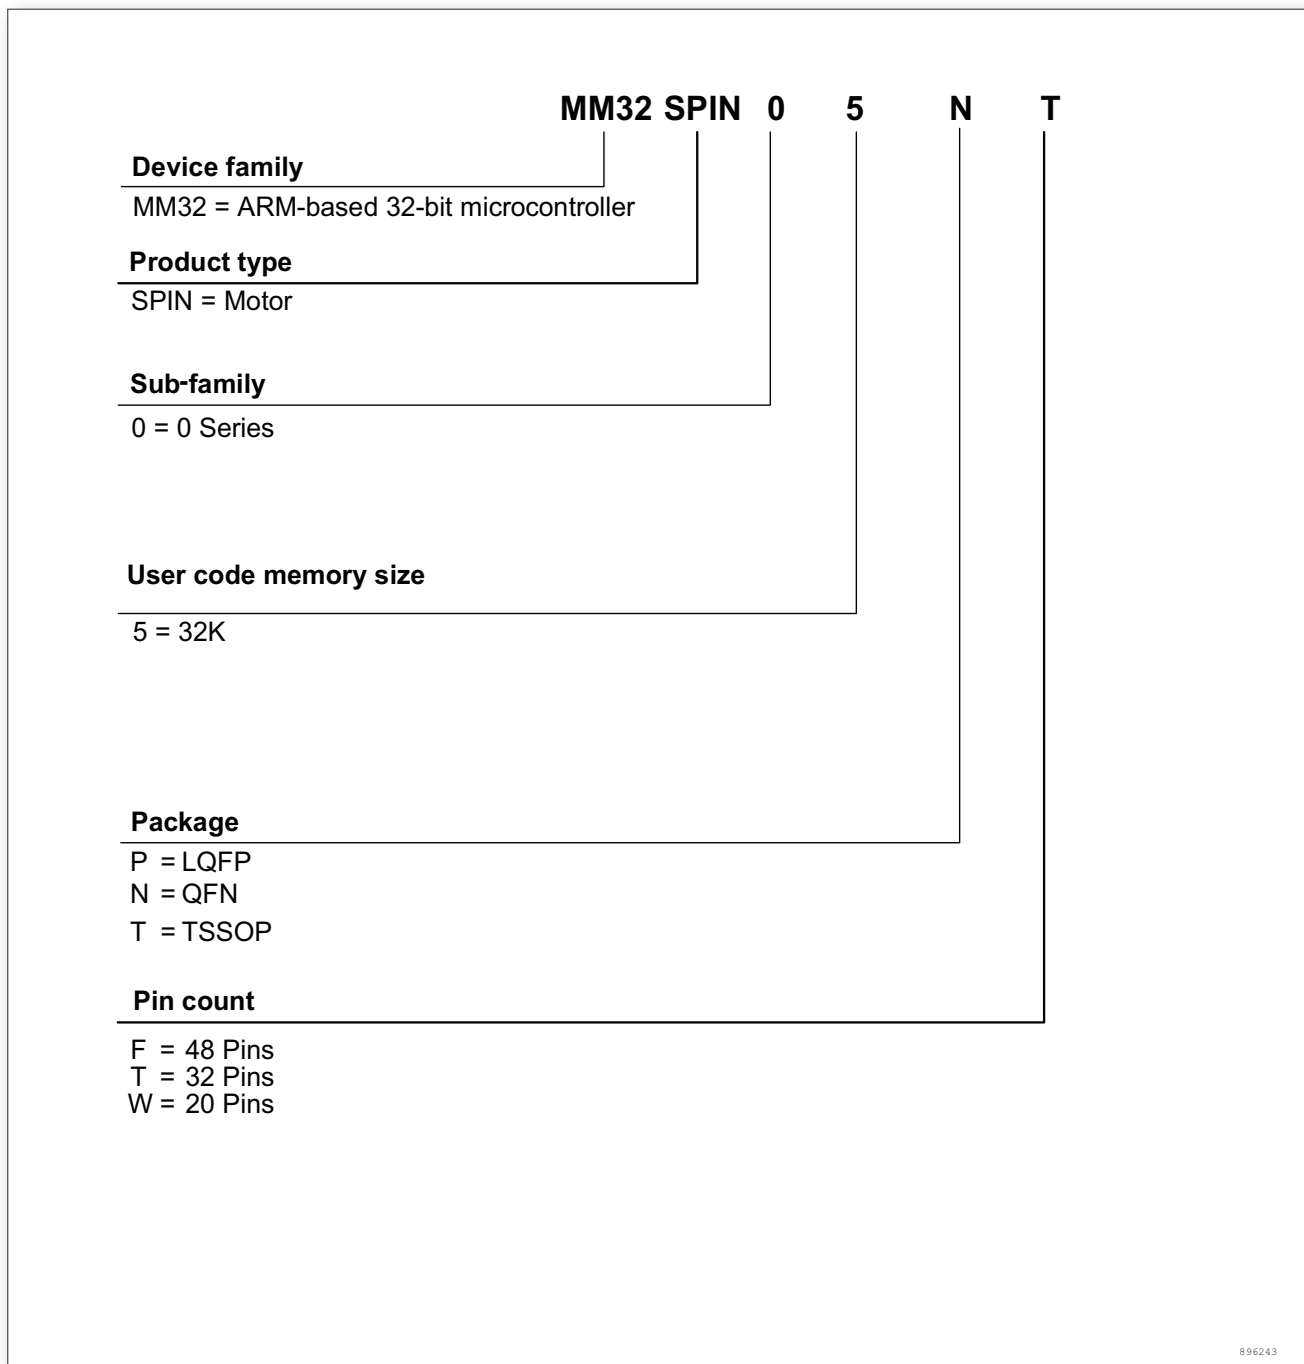 MM32 SPIN 0 5 N T
Device family
MM32 = ARM-based 32-bit microcontroller
Product type
SPIN = Motor
Sub-family
0 = 0 Series
User code memory size
5 = 32K
Package
P = LQFP
N = QFN
T = TSSOP
Pin count
F = 48 Pins
T = 32 Pins
W = 20 Pins
896243